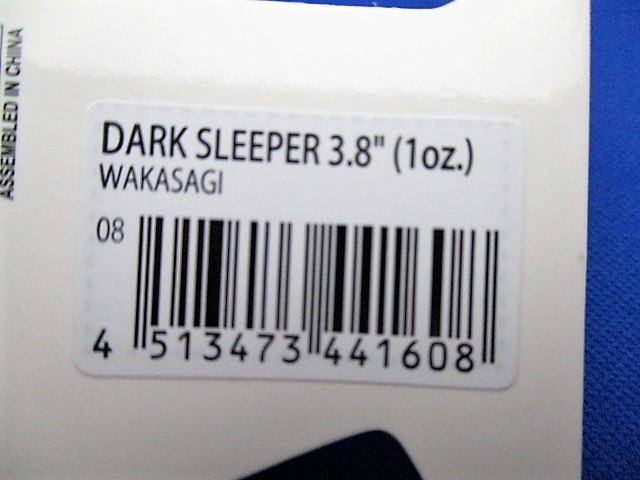 ASSEMBLED IN CHINA
DARK SLEEPER 3.8" (1oz.)
WAKASAGI
08
4 513473 441608